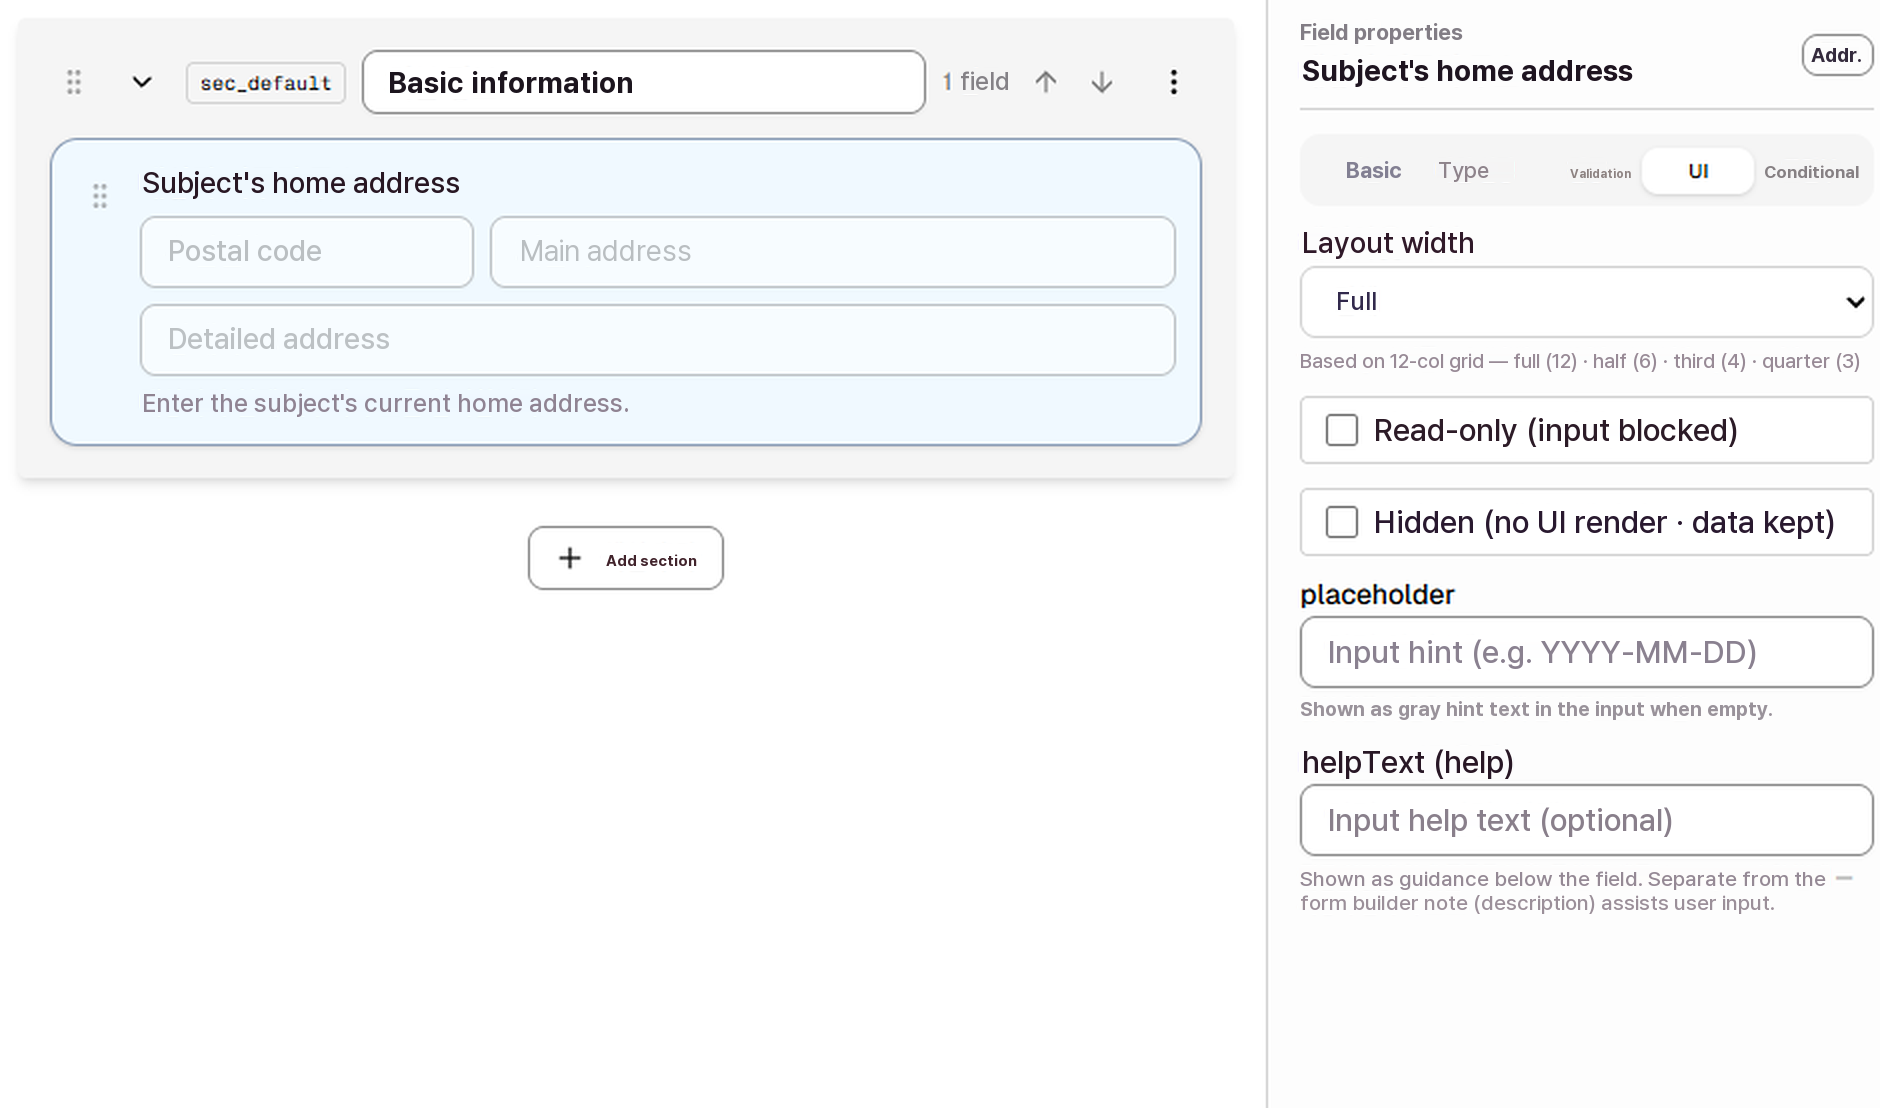 sec_default
Basic information
1 field
Subject's home address
Postal code
Main address
Detailed address
Enter the subject's current home address.
Add section
Field properties
Subject's home address
Addr.
Basic
Type
Validation
UI
Conditional
Layout width
Full
Based on 12-col grid — full (12) · half (6) · third (4) · quarter (3)
Read-only (input blocked)
Hidden (no UI render · data kept)
placeholder
Input hint (e.g. YYYY-MM-DD)
Shown as gray hint text in the input when empty.
helpText (help)
Input help text (optional)
Shown as guidance below the field. Separate from the —
form builder note (description) assists user input.